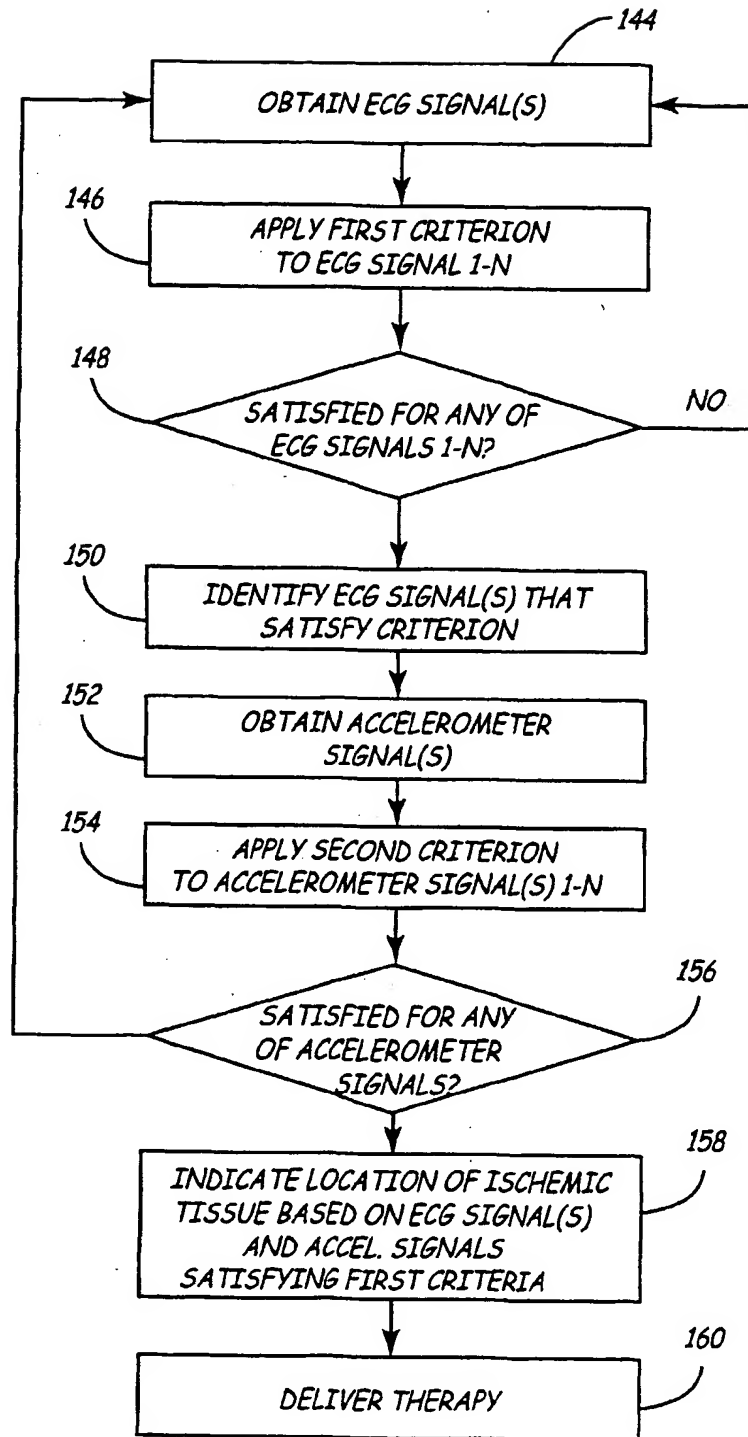 144
OBTAIN ECG SIGNAL(S)
146
APPLY FIRST CRITERION
TO ECG SIGNAL 1-N
148
SATISFIED FOR ANY OF
ECG SIGNALS 1-N?
NO
150
IDENTIFY ECG SIGNAL(S) THAT
SATISFY CRITERION
152
OBTAIN ACCELEROMETER
SIGNAL(S)
154
APPLY SECOND CRITERION
TO ACCELEROMETER SIGNAL(S) 1-N
156
SATISFIED FOR ANY
OF ACCELEROMETER
SIGNALS?
158
INDICATE LOCATION OF ISCHEMIC
TISSUE BASED ON ECG SIGNAL(S)
AND ACCEL. SIGNALS
SATISFYING FIRST CRITERIA
160
DELIVER THERAPY